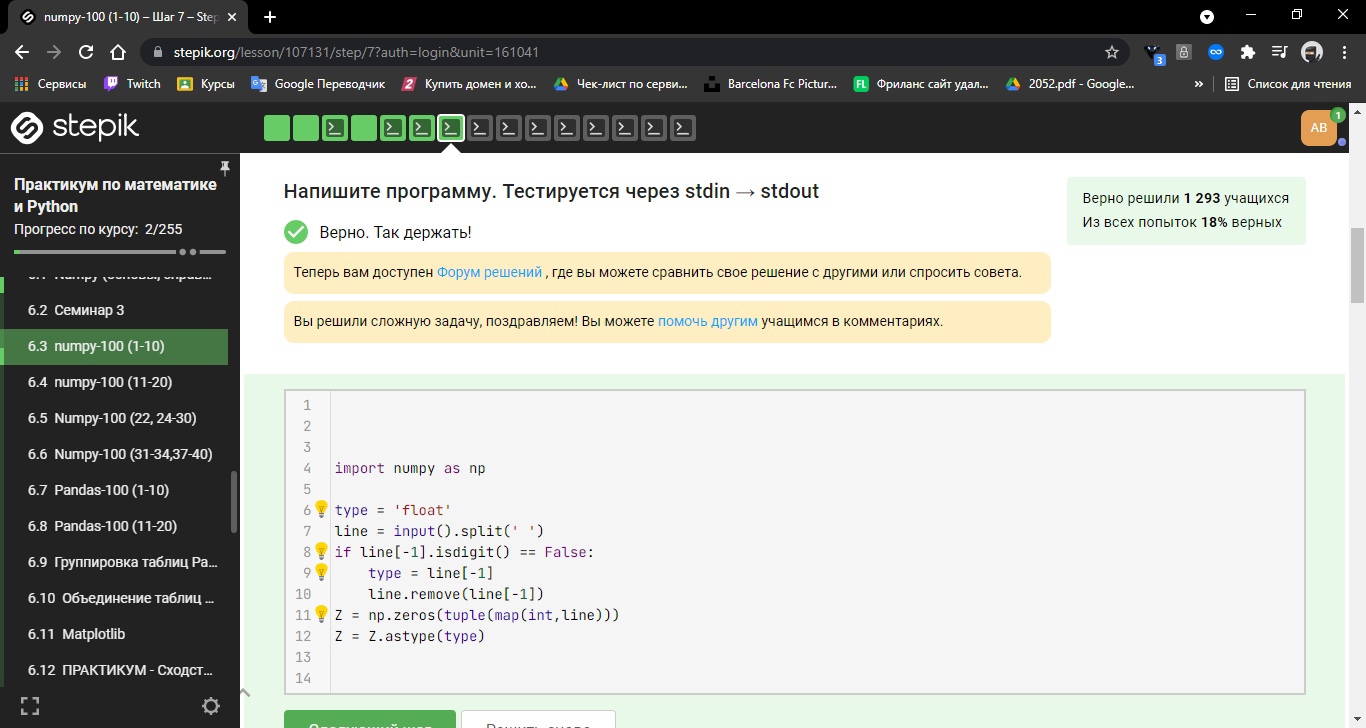 numpy-100 (1-10) – Шаг 7 – Step
stepik.org/lesson/107131/step/7?auth=login&unit=161041
3
Сервисы Twitch Курсы Google Переводчик Купить домен и хо... Чек-лист по серви... Barcelona Fc Pictur... FL Фриланс сайт удал... 2052.pdf - Google... » Список для чтения
stepik
AB 1
Практикум по математике
и Python
Прогресс по курсу: 2/255
6.2 Семинар 3
6.3 numpy-100 (1-10)
6.4 numpy-100 (11-20)
6.5 Numpy-100 (22, 24-30)
6.6 Numpy-100 (31-34,37-40)
6.7 Pandas-100 (1-10)
6.8 Pandas-100 (11-20)
6.9 Группировка таблиц Pa...
6.10 Объединение таблиц ...
6.11 Matplotlib
6.12 ПРАКТИКУМ - Сходст...
Напишите программу. Тестируется через stdin → stdout
Верно. Так держать!
Теперь вам доступен Форум решений , где вы можете сравнить свое решение с другими или спросить совета.
Вы решили сложную задачу, поздравляем! Вы можете помочь другим учащимся в комментариях.
Верно решили 1 293 учащихся
Из всех попыток 18% верных
1
2
3
4 import numpy as np
5
6 type = 'float'
7 line = input().split(' ')
8 if line[-1].isdigit() == False:
9 type = line[-1]
10 line.remove(line[-1])
11 Z = np.zeros(tuple(map(int,line)))
12 Z = Z.astype(type)
13
14
Следующий шаг Решить снова